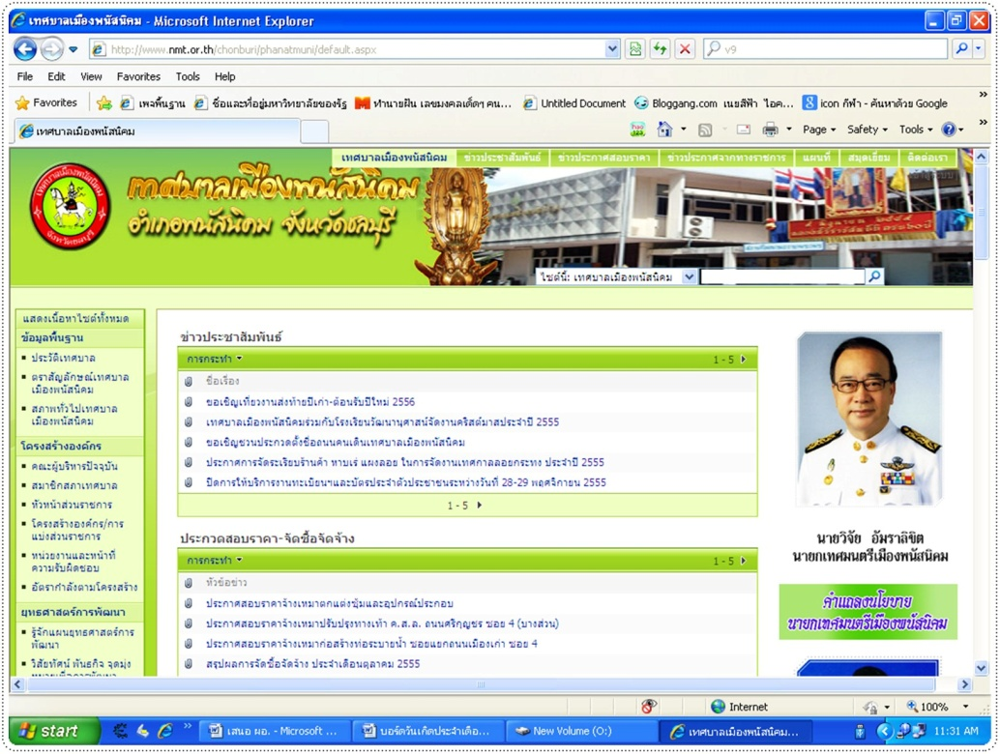 เทศบาลเมืองพนัสนิคม - Microsoft Internet Explorer
http://www.nmt.or.th/chonburi/phanatmuni/default.aspx
v9
File Edit View Favorites Tools Help
Favorites เพลพื้นฐาน ชื่อและที่อยู่มหาวิทยาลัยของรัฐ ทำนายฝัน เลขมงคลเด็ดๆ คน... Untitled Document Bloggang.com เนยสีฟ้า ไอค... icon กีฬา - ค้นหาด้วย Google
เทศบาลเมืองพนัสนิคม
Page Safety Tools
เทศบาลเมืองพนัสนิคม ข่าวประชาสัมพันธ์ ข่าวประกาศสอบราคา ข่าวประกาศจากทางราชการ แผนที่ สมุดเยี่ยม ติดต่อเรา
เทศบาลเมืองพนัสนิคม
อำเภอพนัสนิคม จังหวัดชลบุรี
ไซต์นี้: เทศบาลเมืองพนัสนิคม
แสดงเนื้อหาไซต์ทั้งหมด
ข้อมูลพื้นฐาน
ประวัติเทศบาล
ตราสัญลักษณ์เทศบาล
เมืองพนัสนิคม
สภาพทั่วไปเทศบาล
เมืองพนัสนิคม
โครงสร้างองค์กร
คณะผู้บริหารปัจจุบัน
สมาชิกสภาเทศบาล
หัวหน้าส่วนราชการ
โครงสร้างองค์กร/การ
แบ่งส่วนราชการ
หน่วยงานและหน้าที่
ความรับผิดชอบ
อัตรากำลังตามโครงสร้าง
ยุทธศาสตร์การพัฒนา
รู้จักแผนยุทธศาสตร์การ
พัฒนา
วิสัยทัศน์ พันธกิจ จุดมุ่ง
ข่าวประชาสัมพันธ์
การกระทำ 1 - 5
ชื่อเรื่อง
ขอเชิญเที่ยวงานส่งท้ายปีเก่า-ต้อนรับปีใหม่ 2556
เทศบาลเมืองพนัสนิคมร่วมกับโรงเรียนวัฒนานุศาสน์จัดงานคริสต์มาสประจำปี 2555
ขอเชิญชวนประกวดตั้งชื่อถนนคนเดินเทศบาลเมืองพนัสนิคม
ประกาศการจัดระเรียบร้านค้า หาบเร่ แผงลอย ในการจัดงานเทศกาลลอยกระทง ประจำปี 2555
ปิดการให้บริการงานทะเบียนฯและบัตรประจำตัวประชาชนระหว่างวันที่ 28-29 พฤศจิกายน 2555
1 - 5
ประกวดสอบราคา-จัดซื้อจัดจ้าง
การกระทำ 1 - 5
หัวข้อข่าว
ประกาศสอบราคาจ้างเหมาตกแต่งซุ้มและอุปกรณ์ประกอบ
ประกาศสอบราคาจ้างเหมาปรับปรุงทางเท้า ค.ส.ล. ถนนศรีกุญชร ซอย 4 (บางส่วน)
ประกาศสอบราคาจ้างเหมาก่อสร้างท่อระบายน้ำ ซอยแยกถนนเมืองเก่า ซอย 4
สรุปผลการจัดซื้อจัดจ้าง ประจำเดือนตุลาคม 2555
นายวิจัย อัมราลิขิต
นายกเทศมนตรีเมืองพนัสนิคม
คำแถลงนโยบาย
นายกเทศมนตรีเมืองพนัสนิคม
Internet 100%
start เสนอ ผอ. - Microsoft ... บอร์ดวันเกิดประจำเดือ... New Volume (O:) เทศบาลเมืองพนัสนิคม... 11:31 AM